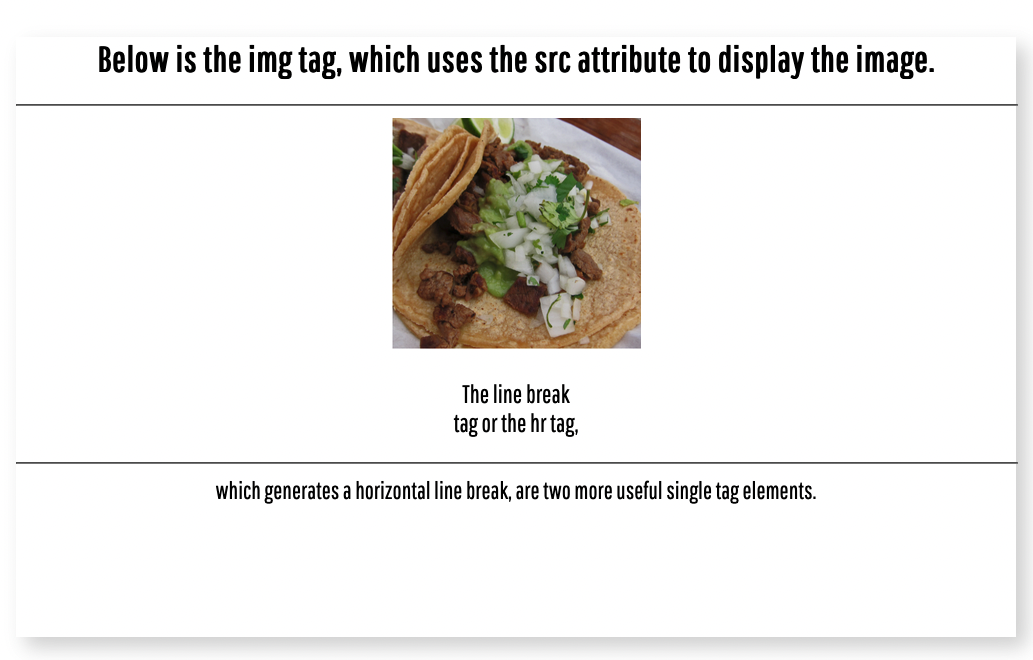 Below is the img tag, which uses the src attribute to display the image.
The line break
tag or the hr tag,
which generates a horizontal line break, are two more useful single tag elements.